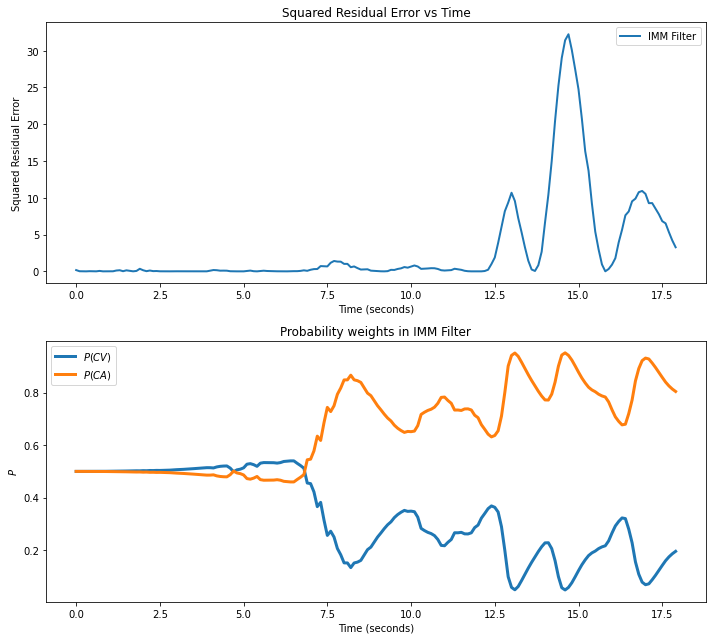 Squared Residual Error vs Time
IMM Filter
Squared Residual Error
30
25
20
15
10
5
0
0.0 2.5 5.0 7.5 10.0 12.5 15.0 17.5
Time (seconds)
Probability weights in IMM Filter
P(CV)
P(CA)
P
0.8
0.6
0.4
0.2
0.0 2.5 5.0 7.5 10.0 12.5 15.0 17.5
Time (seconds)